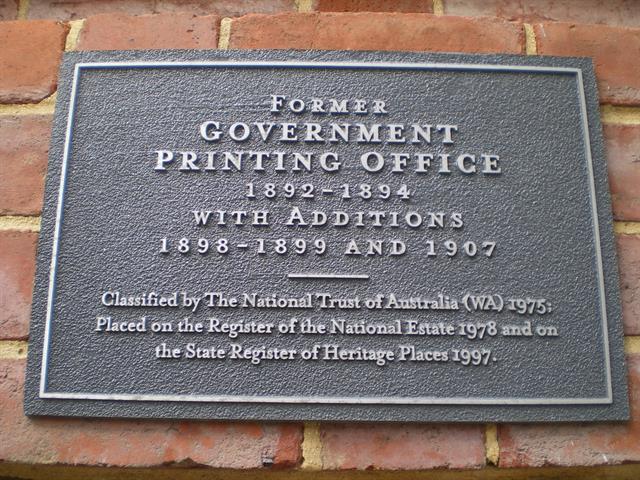 FORMER
GOVERNMENT
PRINTING OFFICE
1892-1894
WITH ADDITIONS
1898-1899 AND 1907
Classified by The National Trust of Australia (WA) 1975;
Placed on the Register of the National Estate 1978 and on
the State Register of Heritage Places 1997.